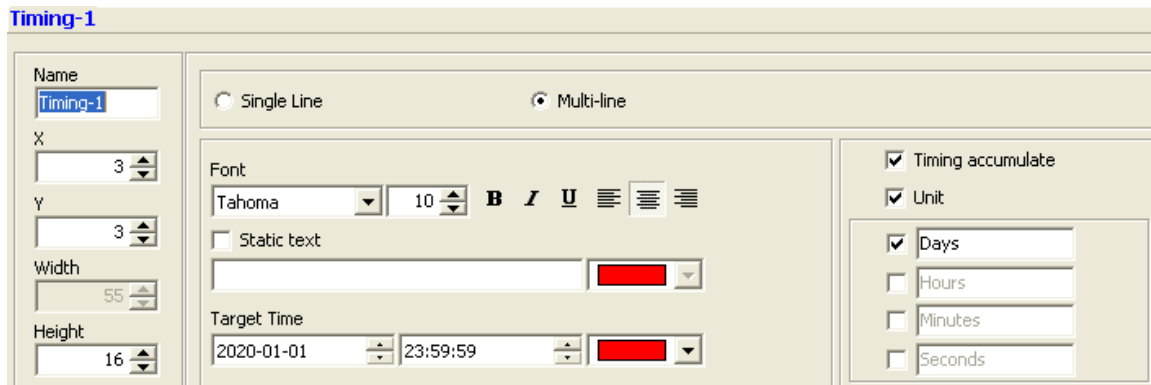 Timing-1
Name
Timing-1
X
3
Y
3
Width
55
Height
16
Single Line
Multi-line
Font
Tahoma
10
B I U
Static text
Target Time
2020-01-01
23:59:59
Timing accumulate
Unit
Days
Hours
Minutes
Seconds